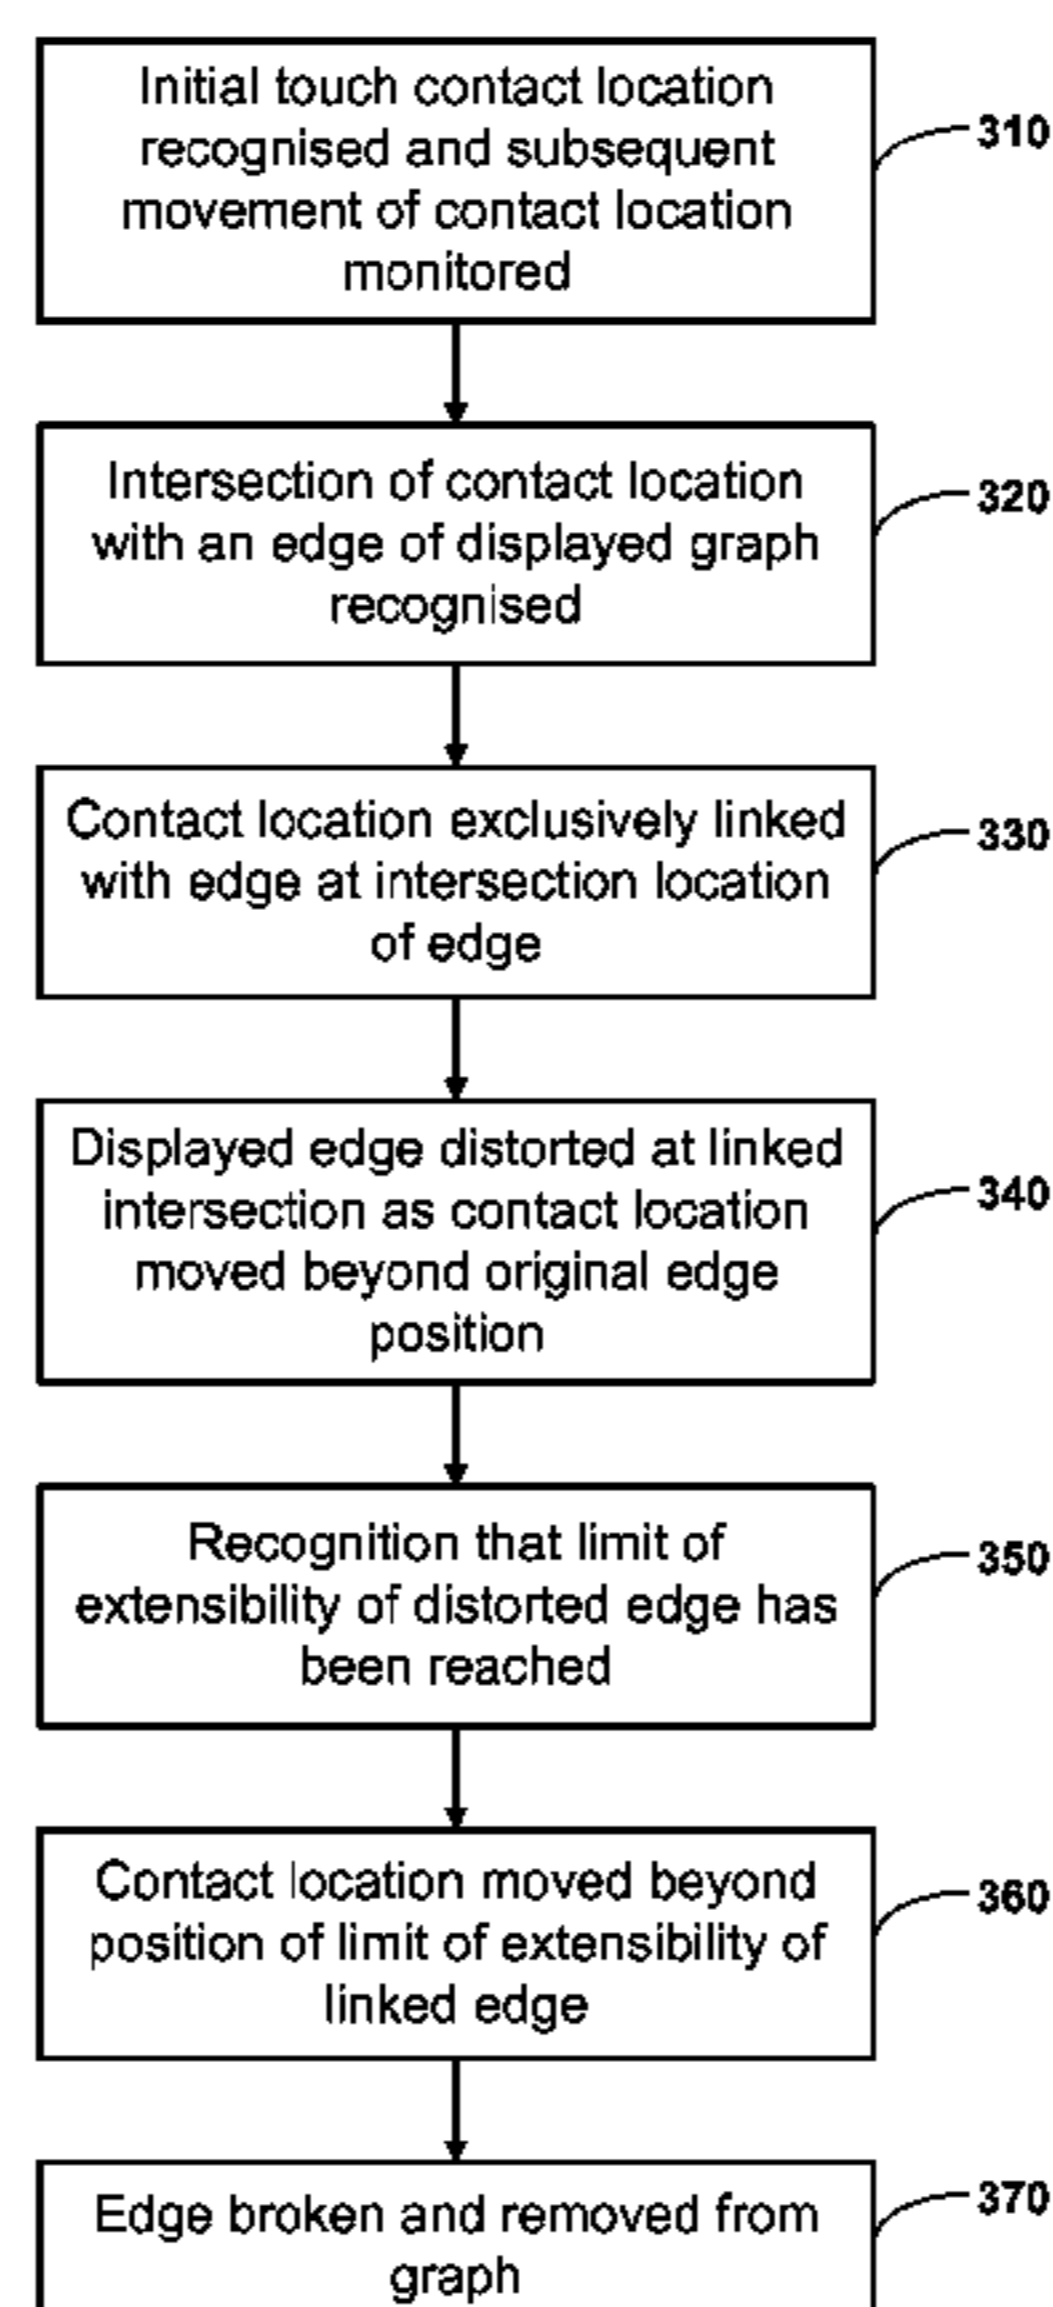 Initial touch contact location
recognised and subsequent
movement of contact location
monitored
310
Intersection of contact location
with an edge of displayed graph
recognised
320
Contact location exclusively linked
with edge at intersection location
of edge
330
Displayed edge distorted at linked
intersection as contact location
moved beyond original edge
position
340
Recognition that limit of
extensibility of distorted edge has
been reached
350
Contact location moved beyond
position of limit of extensibility of
linked edge
360
Edge broken and removed from
graph
370